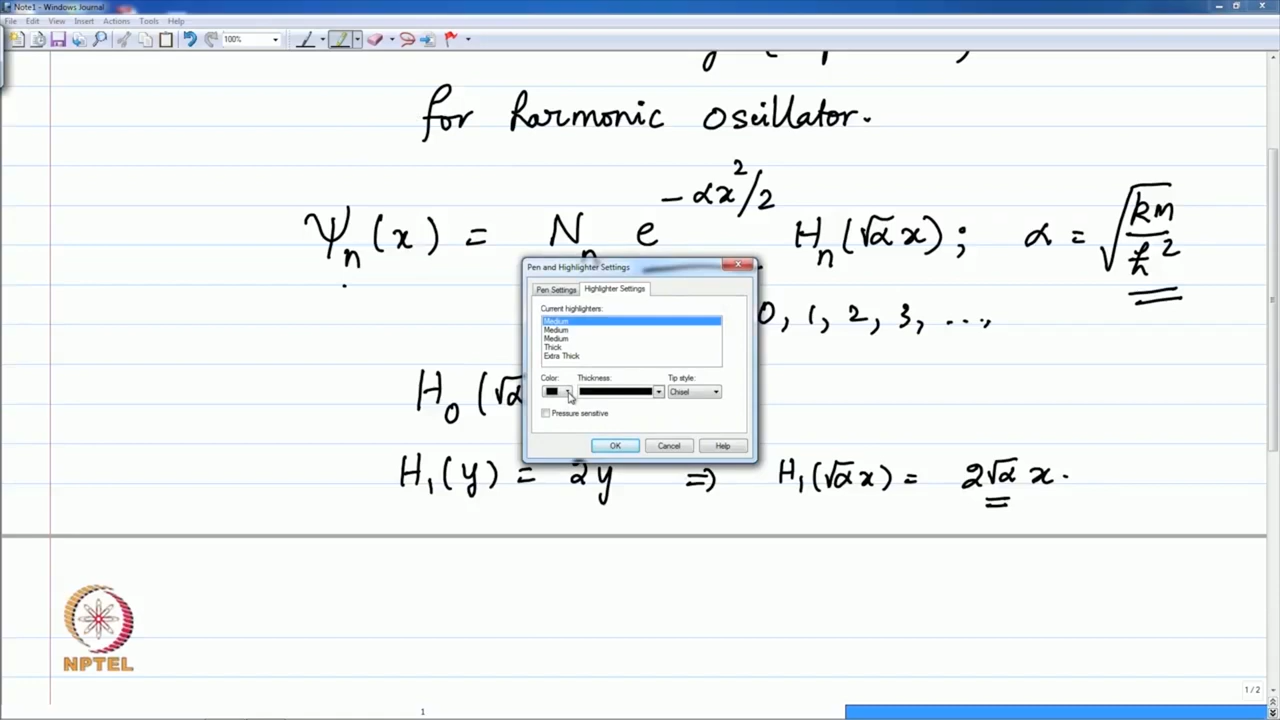 Note1 - Windows Journal
File Edit View Insert Actions Tools Help
100%
for harmonic oscillator.
Ψn(x) = Nn e^(-αx²/2) Hn(√α x); α = √(km/ħ²)
0, 1, 2, 3, ...,
H0(√α
H1(y) = 2y ⇒ H1(√α x) = 2√α x.
Pen and Highlighter Settings
Pen Settings Highlighter Settings
Current highlighters:
Medium
Medium
Medium
Thick
Extra Thick
Color: Thickness: Tip style:
Chisel
Pressure sensitive
OK Cancel Help
NPTEL
1 / 2
1